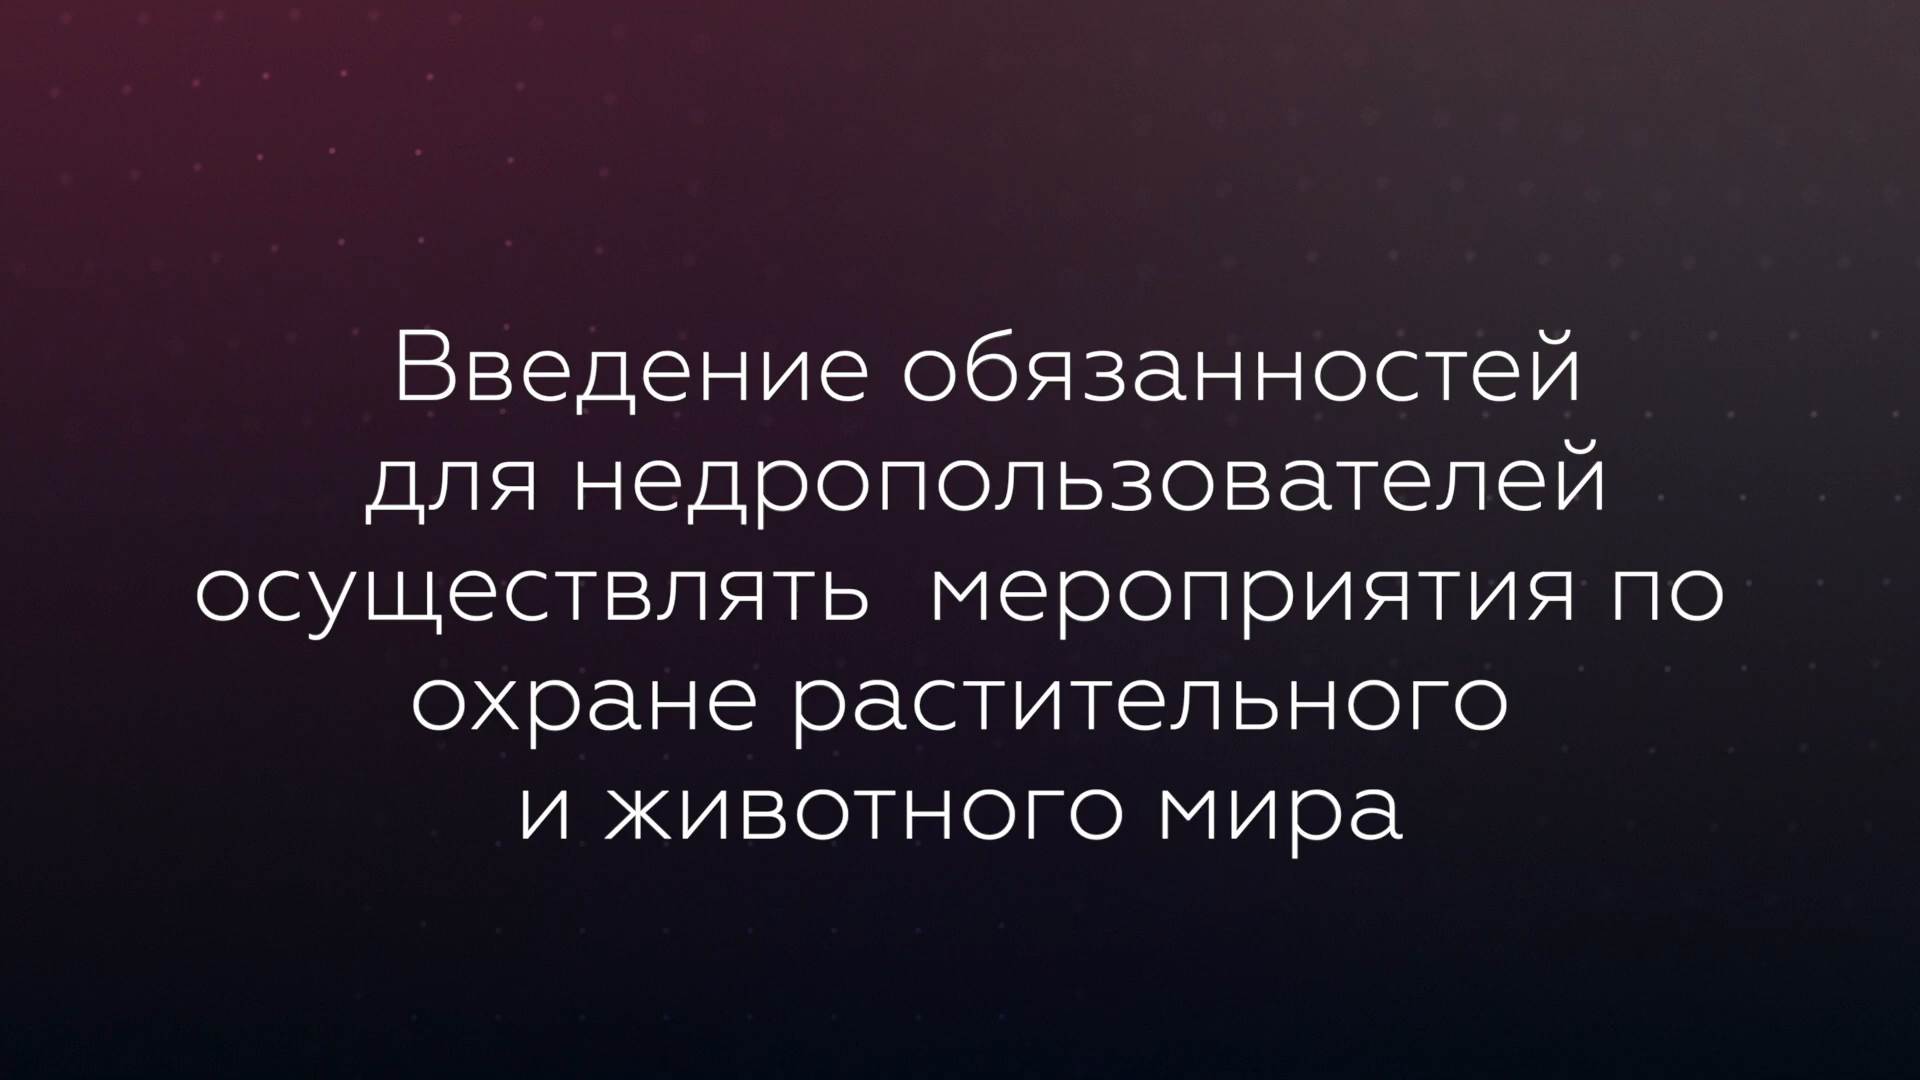 Введение обязанностей
для недропользователей
осуществлять  мероприятия по
охране растительного
и животного мира